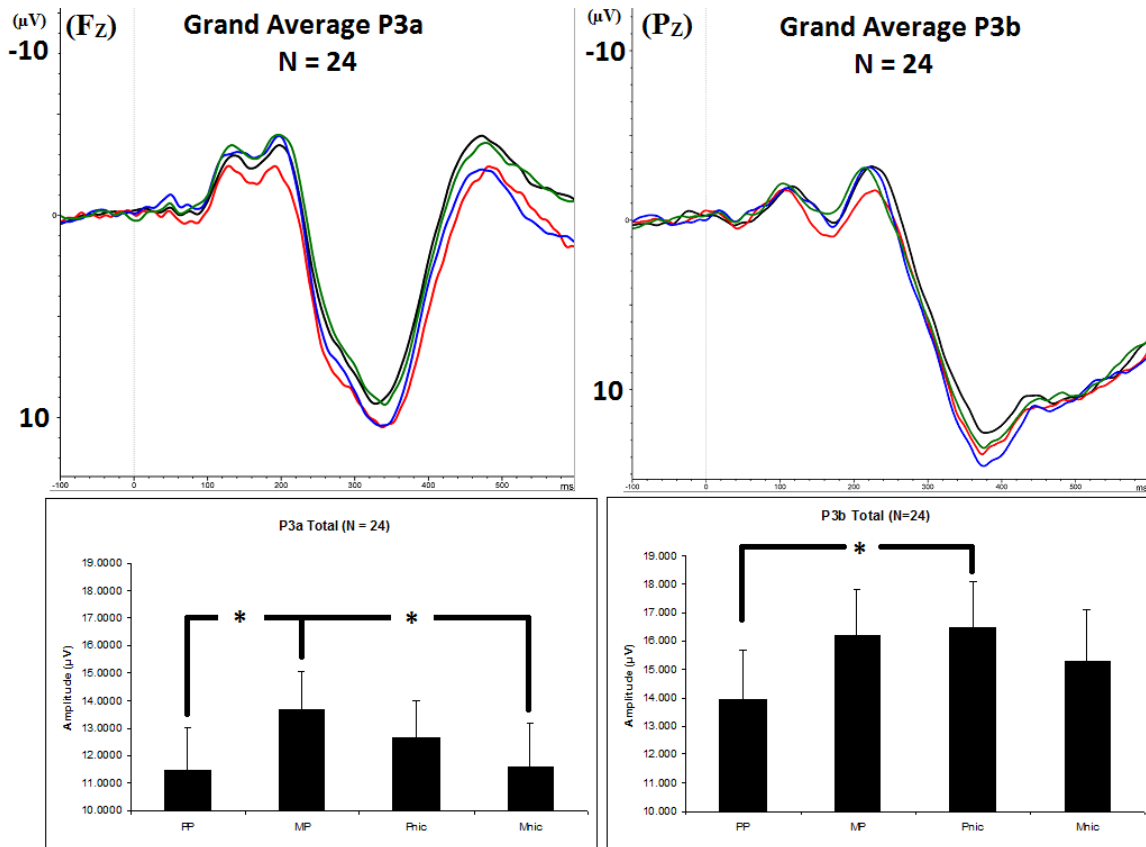 (µV)
(FZ)
Grand Average P3a
N = 24
-10
0
10
-100
0
100
200
300
400
500
ms
(µV)
(PZ)
Grand Average P3b
N = 24
-10
0
10
-100
0
100
200
300
400
500
ms
P3a Total (N = 24)
Amplitude (µV)
19.0000
18.0000
17.0000
16.0000
15.0000
14.0000
13.0000
12.0000
11.0000
10.0000
* *
PP MP Pnic Mnic
P3b Total (N=24)
Amplitude (µV)
19.000
18.000
17.000
16.000
15.000
14.000
13.000
12.000
11.000
10.000
*
PP MP Pnic Mnic